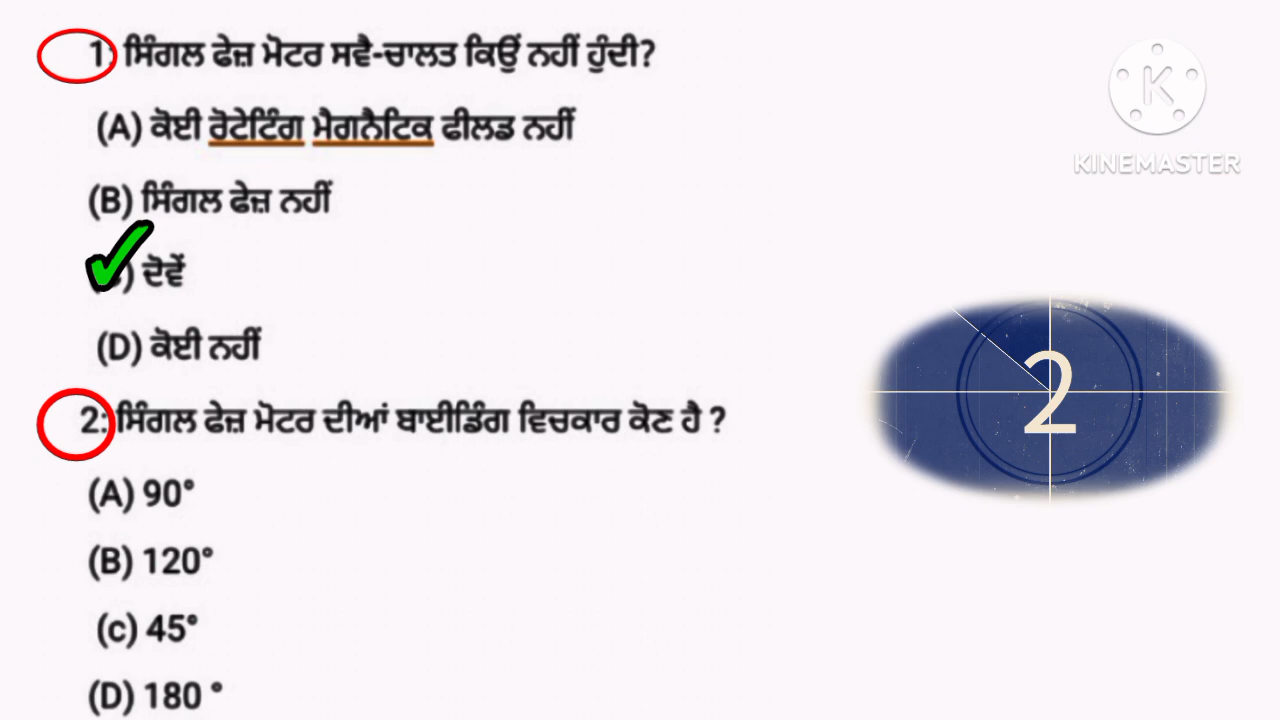 1: ਸਿੰਗਲ ਫੇਜ਼ ਮੋਟਰ ਸਵੈ-ਚਾਲਤ ਕਿਉਂ ਨਹੀਂ ਹੁੰਦੀ?
(A) ਕੋਈ ਰੋਟੇਟਿੰਗ ਮੈਗਨੈਟਿਕ ਫੀਲਡ ਨਹੀਂ
(B) ਸਿੰਗਲ ਫੇਜ਼ ਨਹੀਂ
) ਦੋਵੇਂ
(D) ਕੋਈ ਨਹੀਂ
2: ਸਿੰਗਲ ਫੇਜ਼ ਮੋਟਰ ਦੀਆਂ ਬਾਈਡਿੰਗ ਵਿਚਕਾਰ ਕੋਣ ਹੈ ?
(A) 90°
(B) 120°
(c) 45°
(D) 180 °
K
KINEMASTER
2